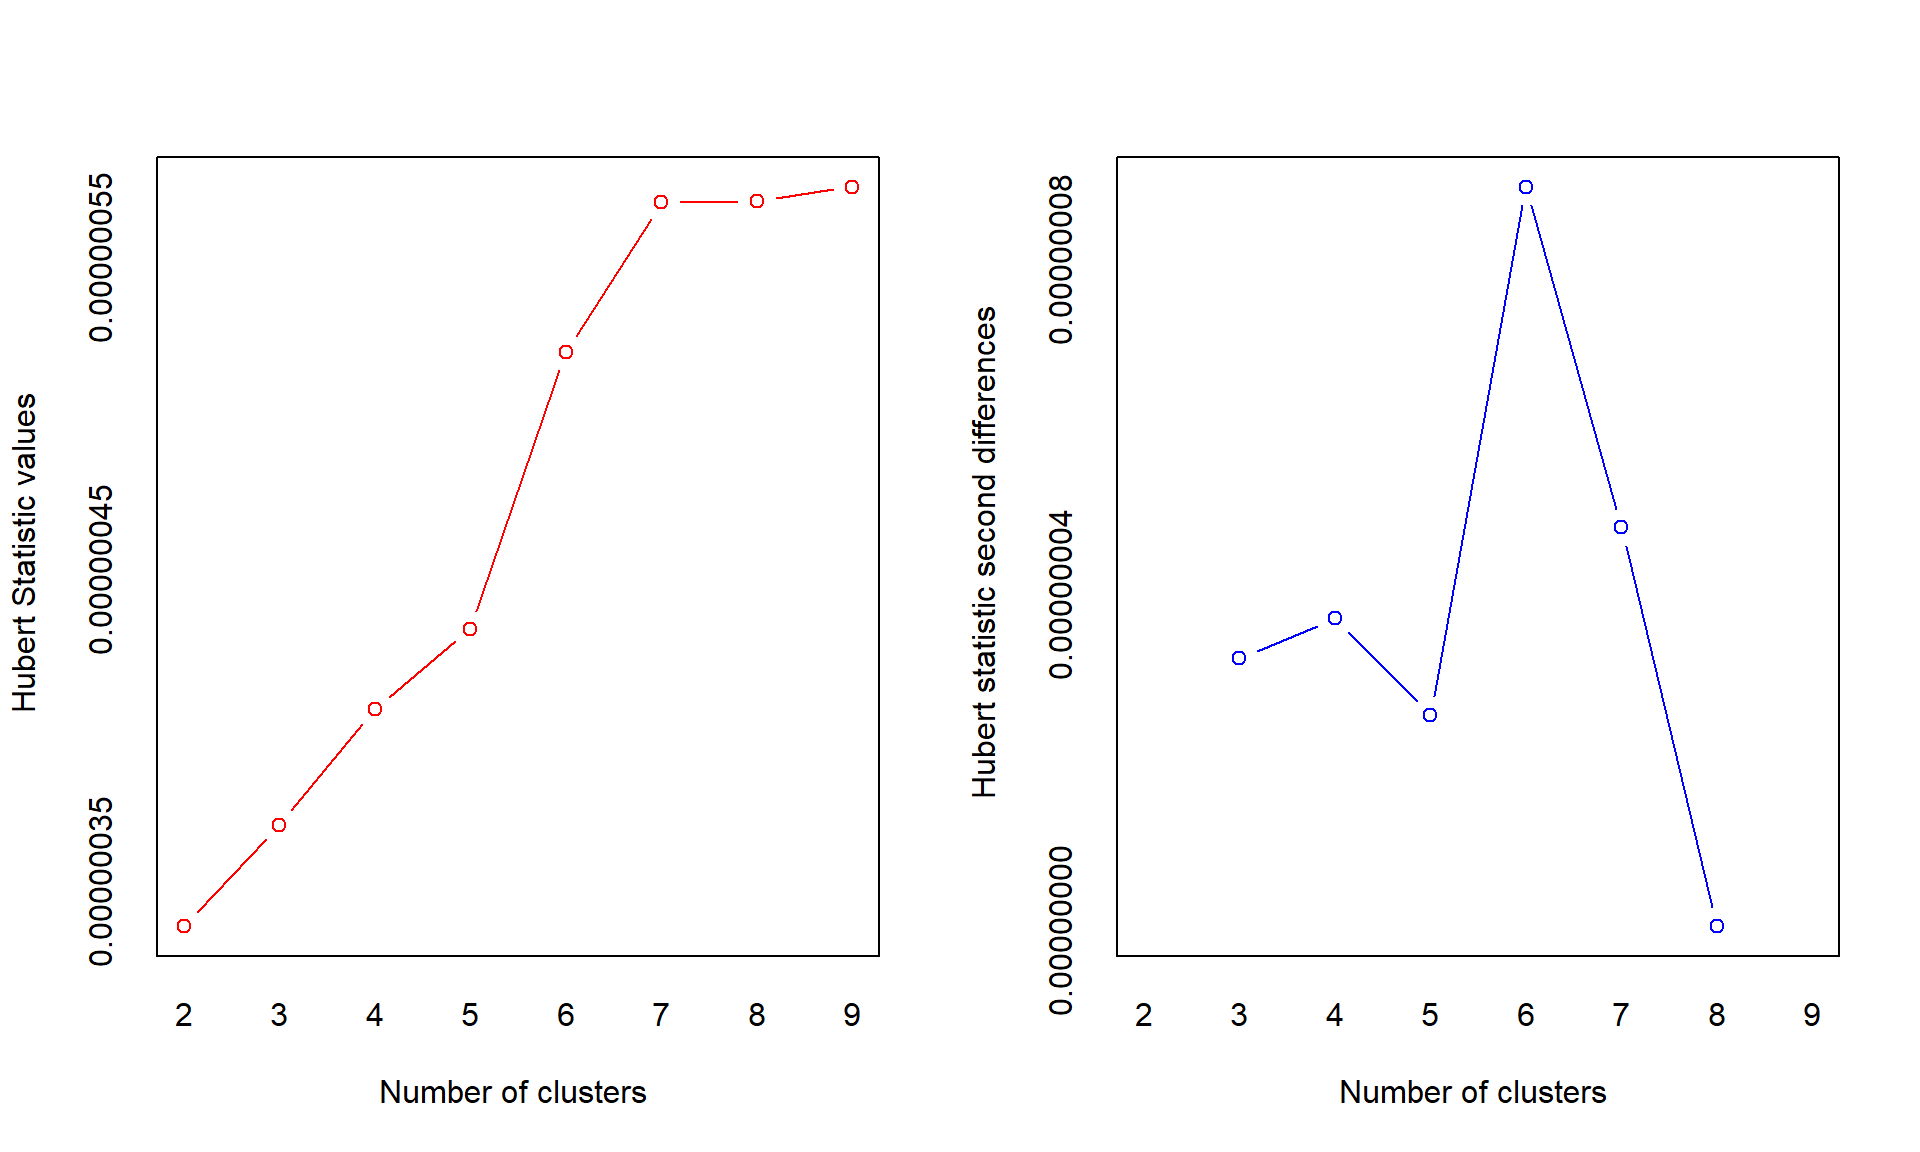 Hubert Statistic values
0.00000035
0.00000045
0.00000055
2 3 4 5 6 7 8 9
Number of clusters
Hubert statistic second differences
0.00000000
0.00000004
0.00000008
2 3 4 5 6 7 8 9
Number of clusters